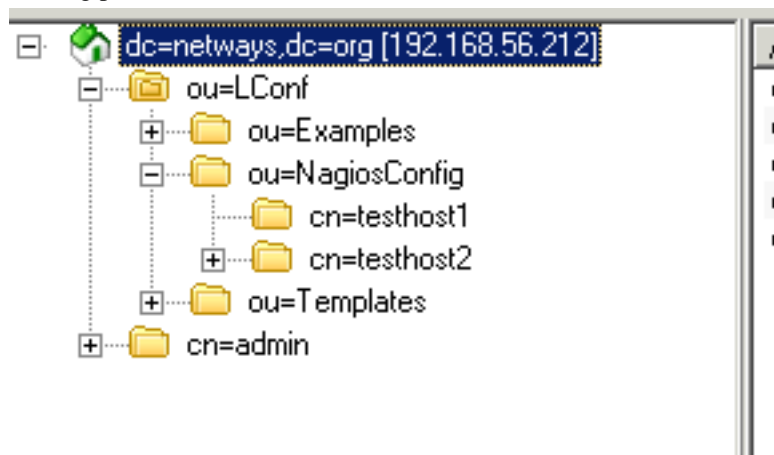 dc=netways,dc=org [192.168.56.212]
ou=LConf
ou=Examples
ou=NagiosConfig
cn=testhost1
cn=testhost2
ou=Templates
cn=admin